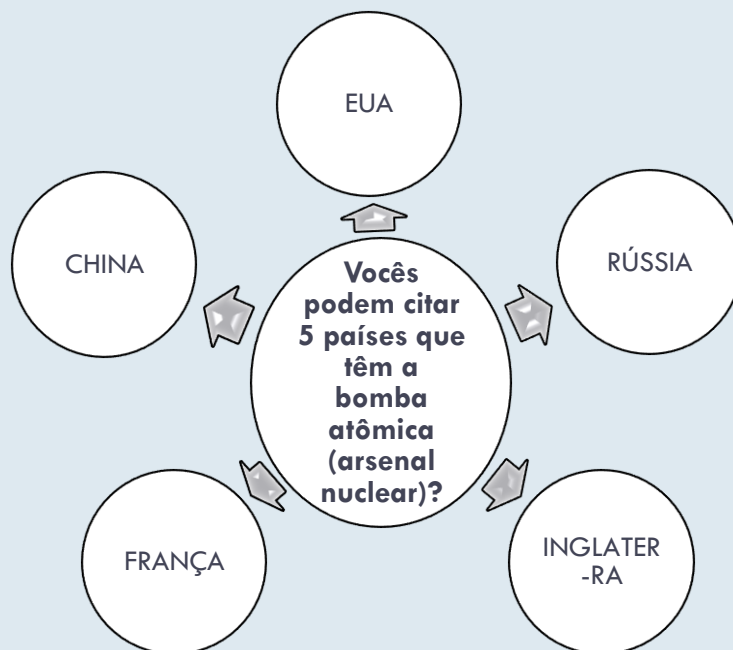 EUA
CHINA
RÚSSIA
Vocês
podem citar
5 países que
têm a
bomba
atômica
(arsenal
nuclear)?
FRANÇA
INGLATER
-RA